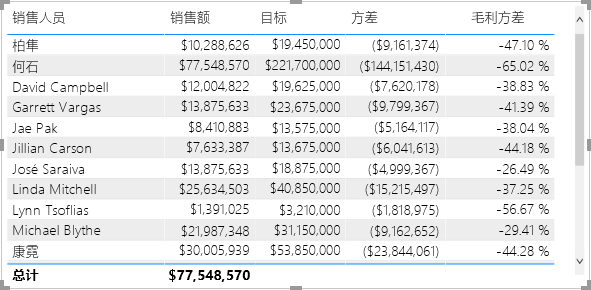 销售人员 销售额 目标 方差 毛利方差
柏隼 $10,288,626 $19,450,000 ($9,161,374) -47.10 %
何石 $77,548,570 $221,700,000 ($144,151,430) -65.02 %
David Campbell $12,004,822 $19,625,000 ($7,620,178) -38.83 %
Garrett Vargas $13,875,633 $23,675,000 ($9,799,367) -41.39 %
Jae Pak $8,410,883 $13,575,000 ($5,164,117) -38.04 %
Jillian Carson $7,633,387 $13,675,000 ($6,041,613) -44.18 %
José Saraiva $13,875,633 $18,875,000 ($4,999,367) -26.49 %
Linda Mitchell $25,634,503 $40,850,000 ($15,215,497) -37.25 %
Lynn Tsoflias $1,391,025 $3,210,000 ($1,818,975) -56.67 %
Michael Blythe $21,987,348 $31,150,000 ($9,162,652) -29.41 %
康霓 $30,005,939 $53,850,000 ($23,844,061) -44.28 %
总计 $77,548,570